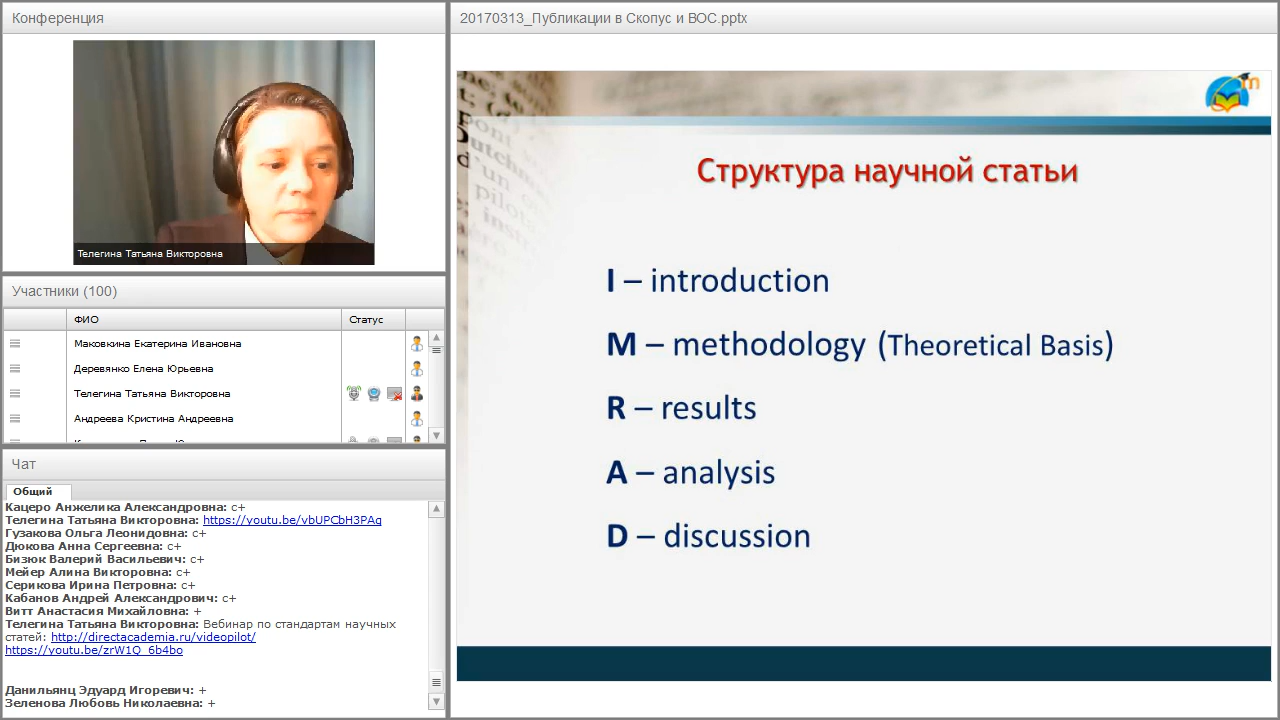 Конференция
Телегина Татьяна Викторовна
Участники (100)
ФИО
Статус
Маковкина Екатерина Ивановна
Деревянко Елена Юрьевна
Телегина Татьяна Викторовна
Андреева Кристина Андреевна
Чат
Общий
Кацеро Анжелика Александровна: с+
Телегина Татьяна Викторовна: https://youtu.be/vbUPCbH3PAg
Гузакова Ольга Леонидовна: с+
Дюкова Анна Сергеевна: с+
Бизюк Валерий Васильевич: с+
Мейер Алина Викторовна: с+
Серикова Ирина Петровна: с+
Кабанов Андрей Александрович: с+
Витт Анастасия Михайловна: +
Телегина Татьяна Викторовна: Вебинар по стандартам научных
статей: http://directacademia.ru/videopilot/
https://youtu.be/zrW1Q_6b4bo
Данильянц Эдуард Игоревич: +
Зеленова Любовь Николаевна: +
20170313_Публикации в Скопус и ВОС.pptx
Структура научной статьи
I – introduction
M – methodology (Theoretical Basis)
R – results
A – analysis
D – discussion